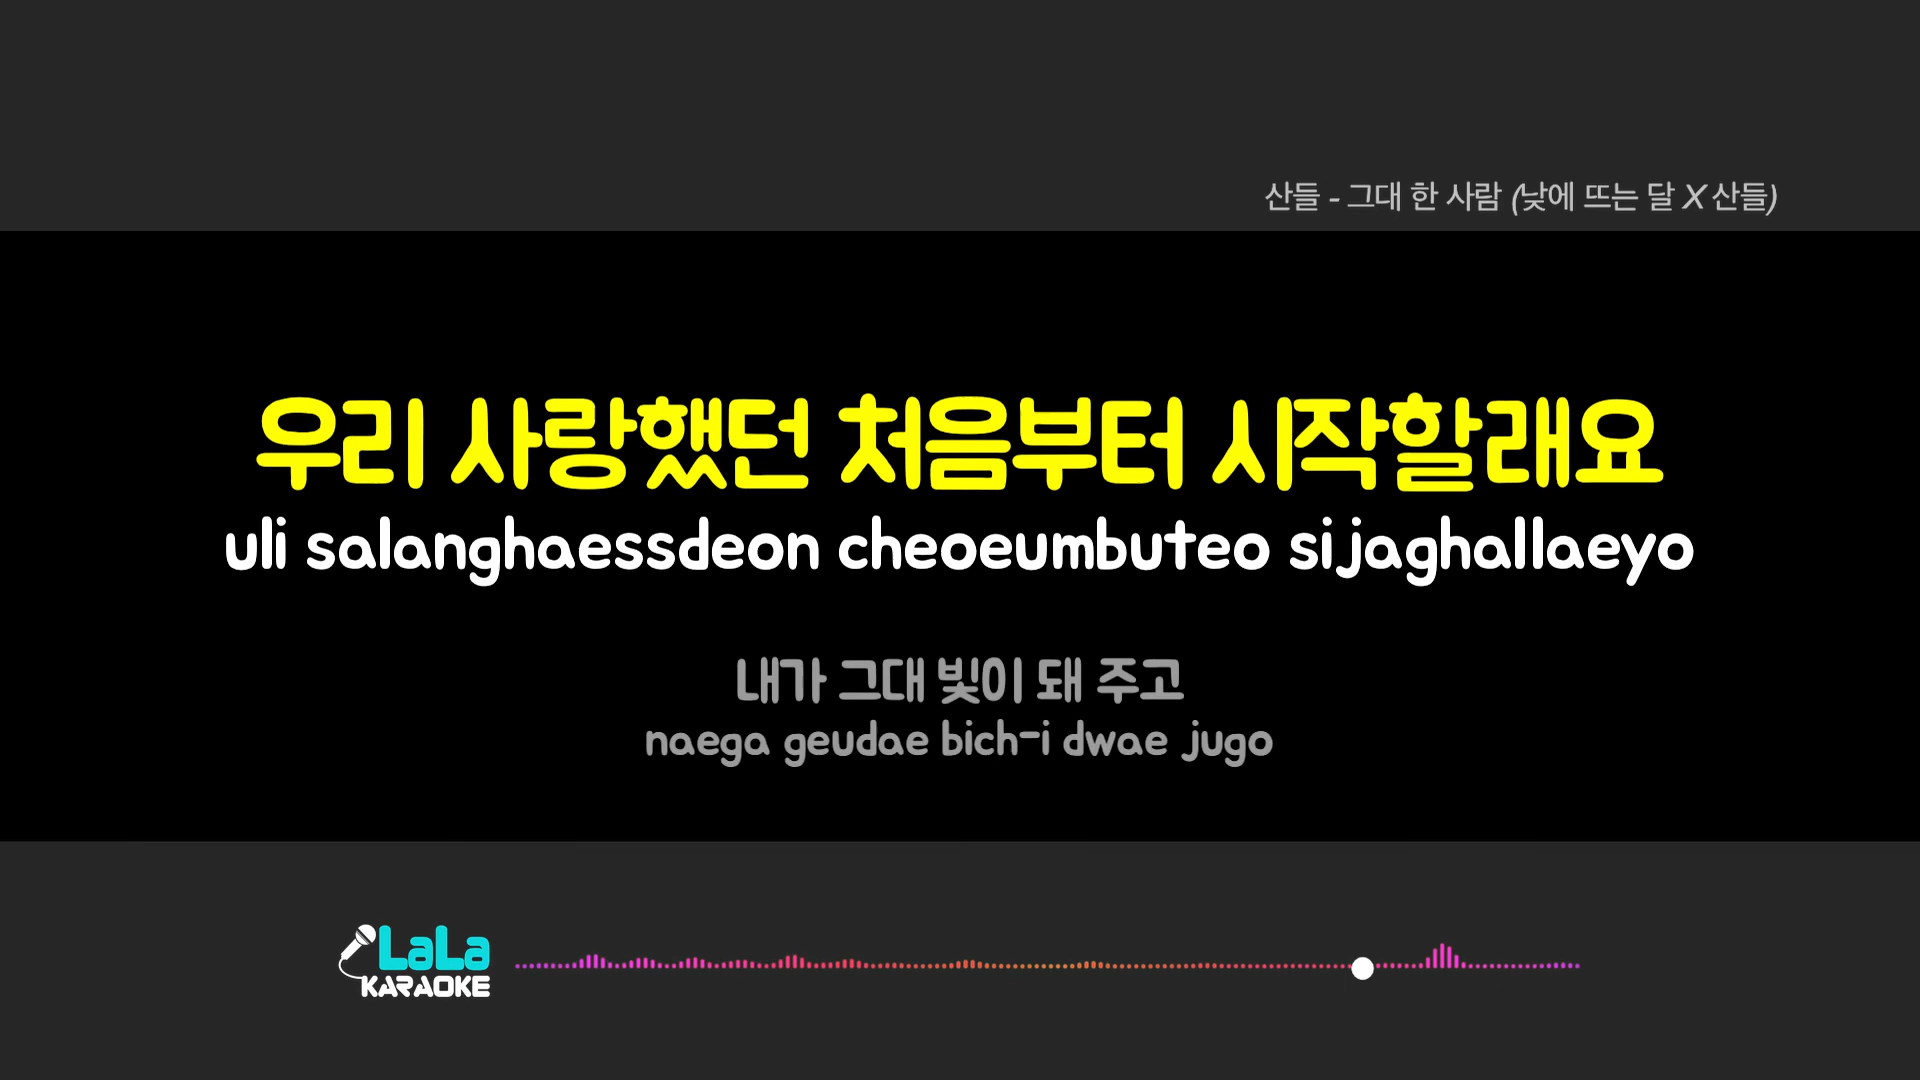 산들 - 그대 한 사람 (낮에 뜨는 달 X 산들)
우리 사랑했던 처음부터 시작할래요
uli salanghaessdeon cheoeumbuteo sijaghallaeyo
내가 그대 빛이 돼 주고
naega geudae bich-i dwae jugo
LaLa
KARAOKE